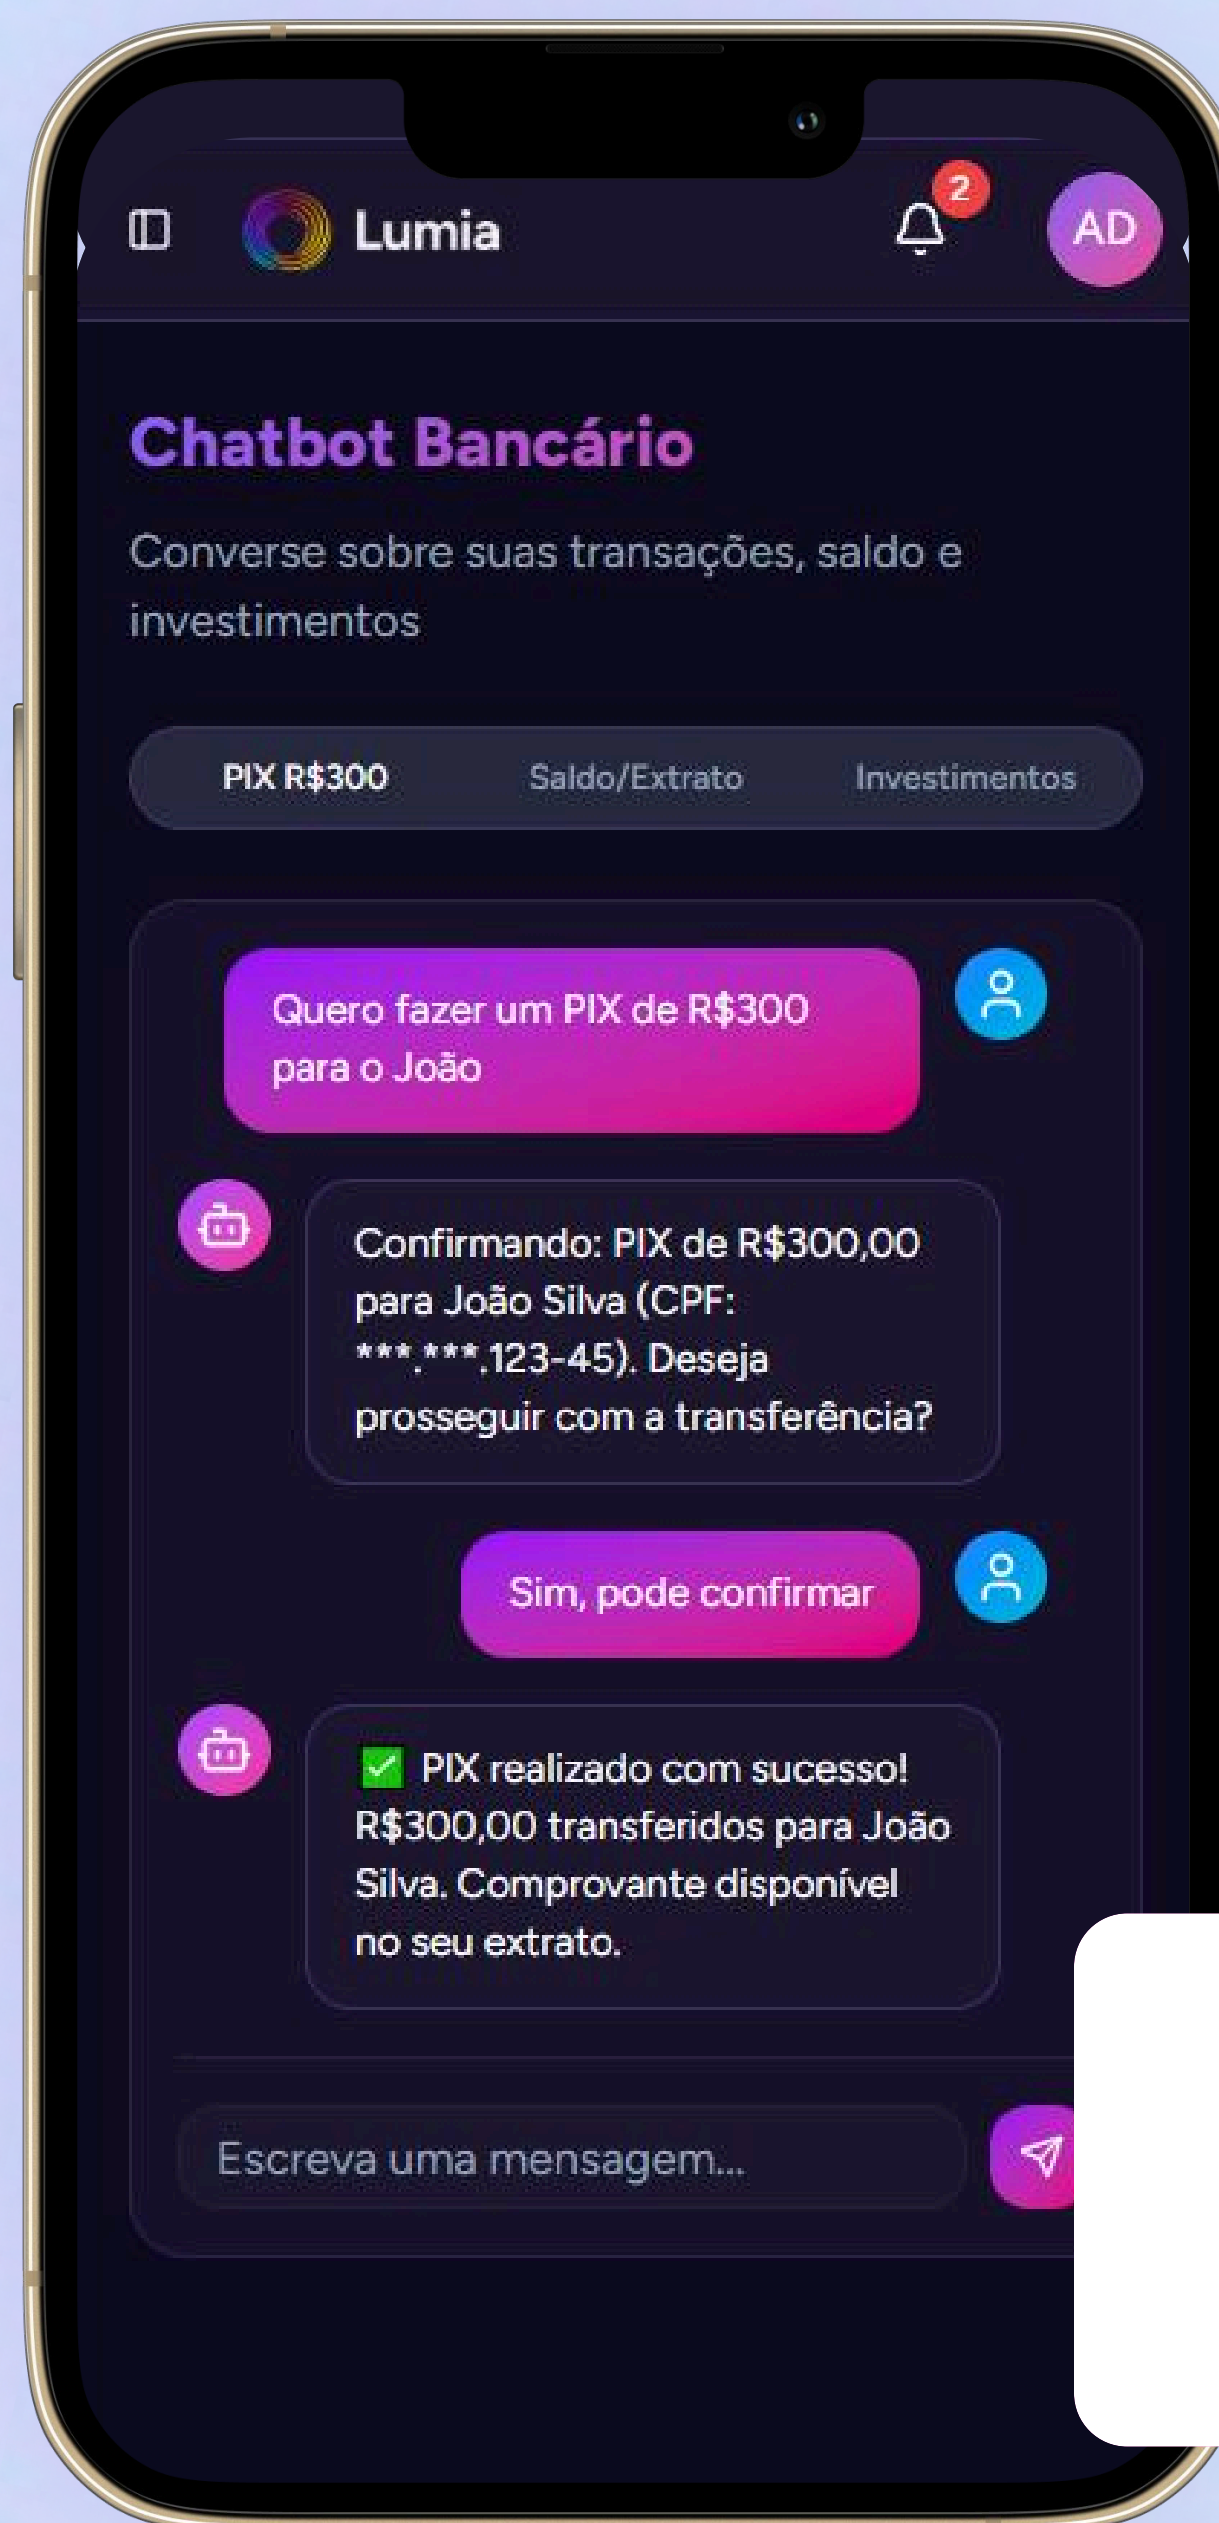 Lumia
2
AD
Chatbot Bancário
Converse sobre suas transações, saldo e
investimentos
PIX R$300
Saldo/Extrato
Investimentos
Quero fazer um PIX de R$300
para o João
Confirmando: PIX de R$300,00
para João Silva (CPF:
***.***.123-45). Deseja
prosseguir com a transferência?
Sim, pode confirmar
✅ PIX realizado com sucesso!
R$300,00 transferidos para João
Silva. Comprovante disponível
no seu extrato.
Escreva uma mensagem...